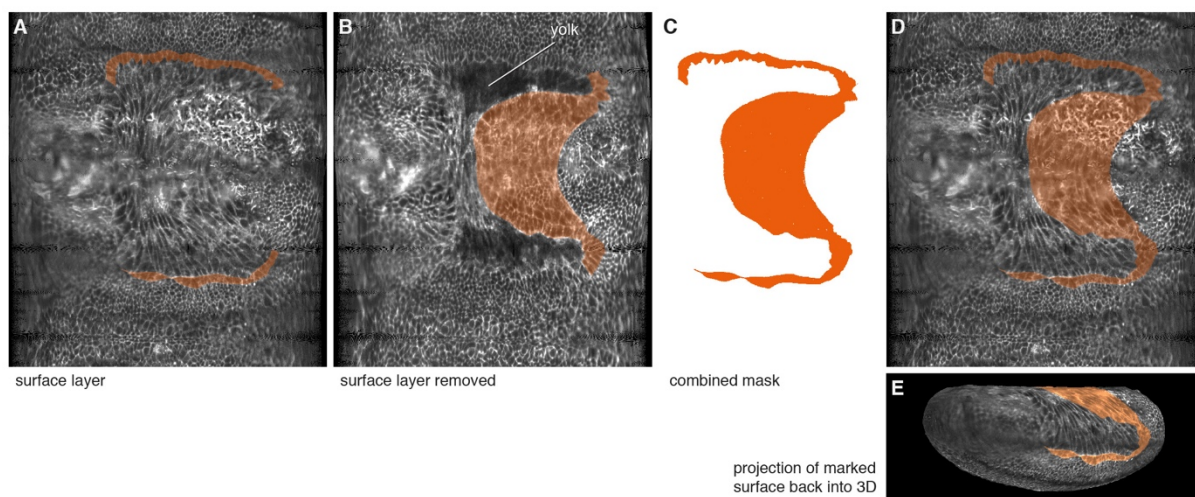 A
B
yolk
C
D
surface layer
surface layer removed
combined mask
E
projection of marked
surface back into 3D